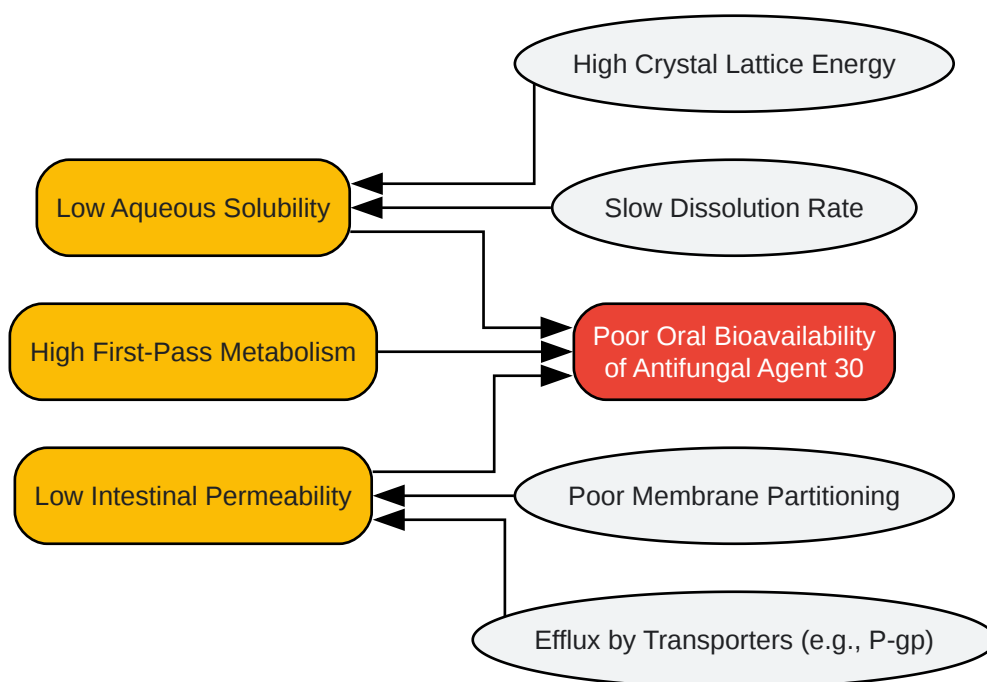 High Crystal Lattice Energy
Low Aqueous Solubility
Slow Dissolution Rate
High First-Pass Metabolism
Poor Oral Bioavailability
of Antifungal Agent 30
Low Intestinal Permeability
Poor Membrane Partitioning
Efflux by Transporters (e.g., P-gp)